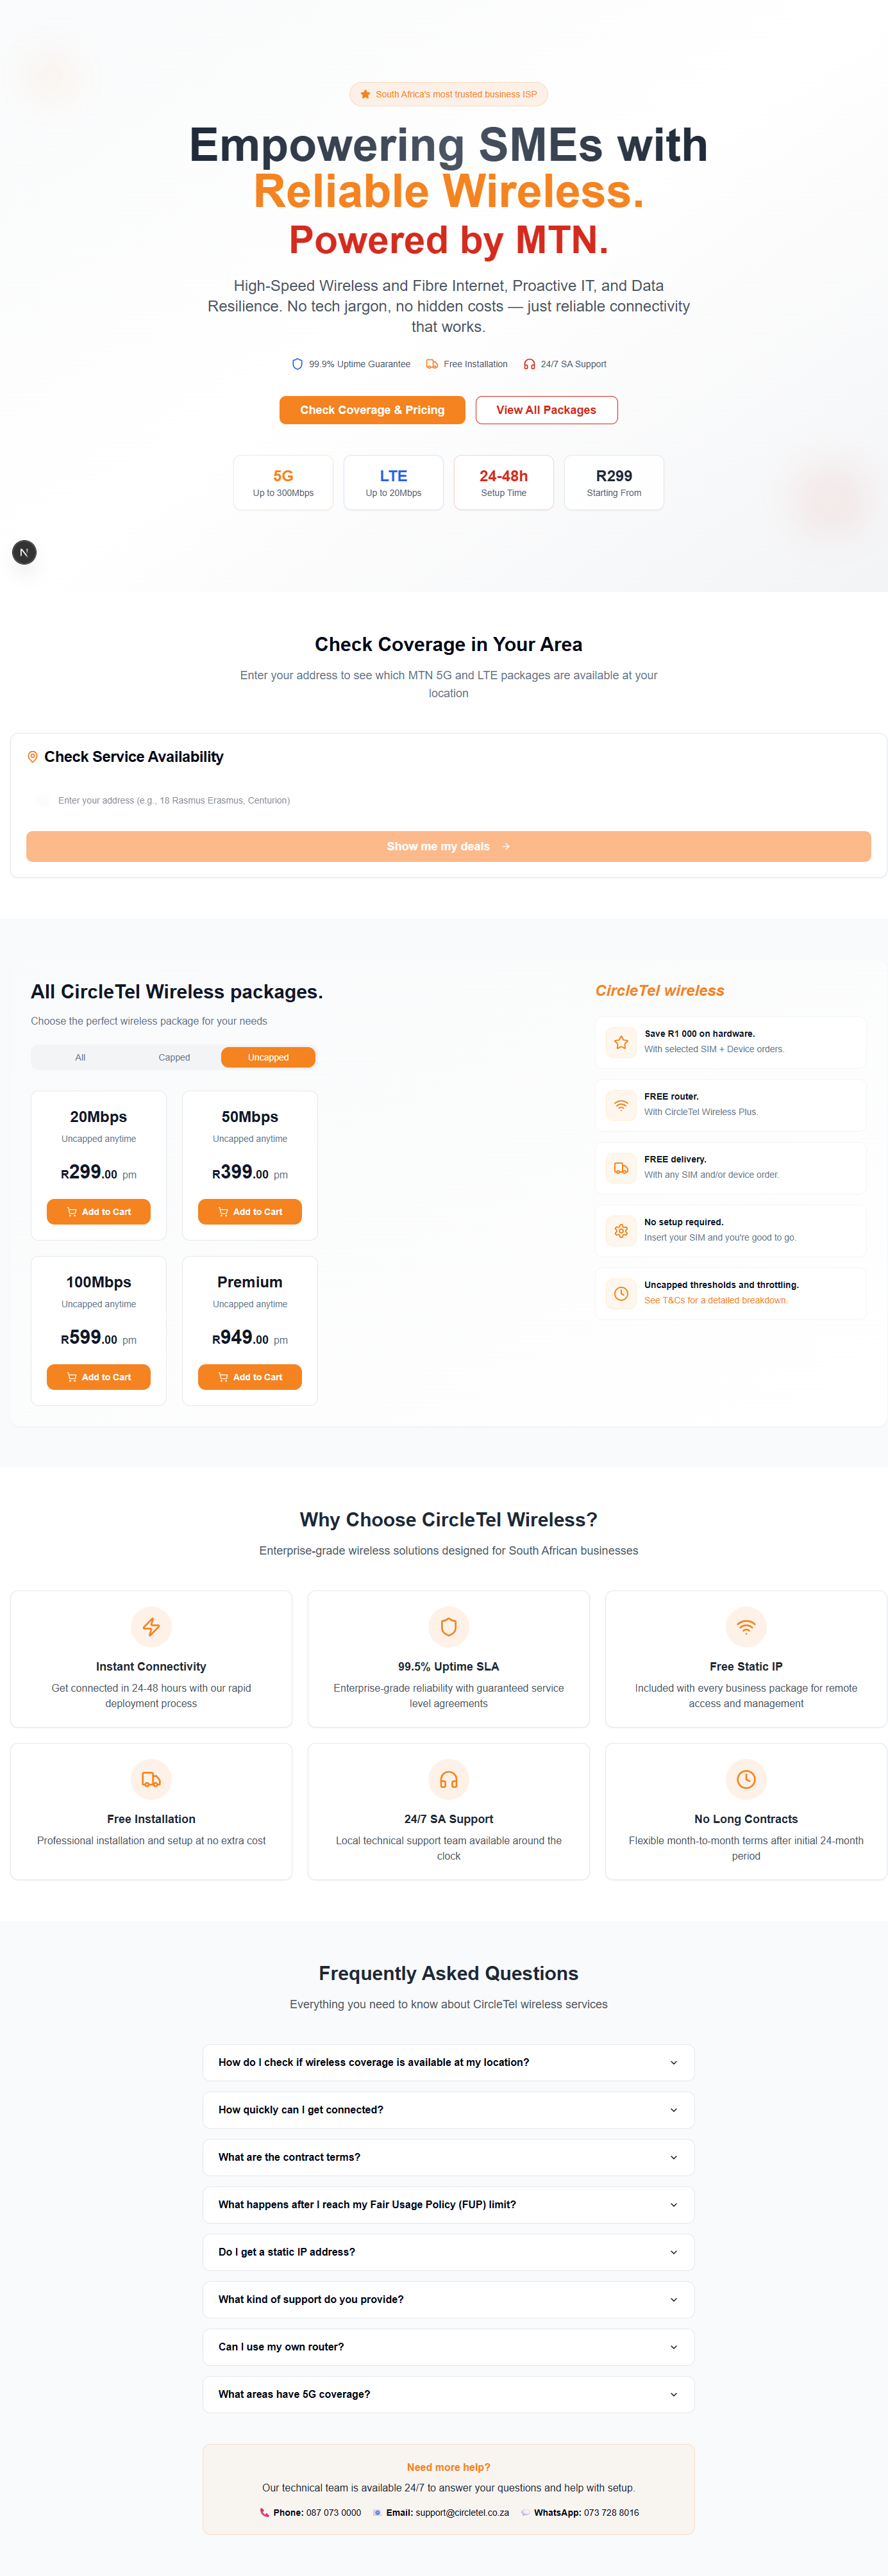 South Africa's most trusted business ISP
Empowering SMEs with
Reliable Wireless.
Powered by MTN.
High-Speed Wireless and Fibre Internet, Proactive IT, and Data
Resilience. No tech jargon, no hidden costs — just reliable connectivity
that works.
99.9% Uptime Guarantee
Free Installation
24/7 SA Support
Check Coverage & Pricing
View All Packages
5G
Up to 300Mbps
LTE
Up to 20Mbps
24-48h
Setup Time
R299
Starting From
N
Check Coverage in Your Area
Enter your address to see which MTN 5G and LTE packages are available at your
location
Check Service Availability
Enter your address (e.g., 18 Rasmus Erasmus, Centurion)
Show me my deals
All CircleTel Wireless packages.
Choose the perfect wireless package for your needs
All
Capped
Uncapped
20Mbps
Uncapped anytime
R299.00 pm
Add to Cart
50Mbps
Uncapped anytime
R399.00 pm
Add to Cart
100Mbps
Uncapped anytime
R599.00 pm
Add to Cart
Premium
Uncapped anytime
R949.00 pm
Add to Cart
CircleTel wireless
Save R1 000 on hardware.
With selected SIM + Device orders.
FREE router.
With CircleTel Wireless Plus.
FREE delivery.
With any SIM and/or device order.
No setup required.
Insert your SIM and you're good to go.
Uncapped thresholds and throttling.
See T&Cs for a detailed breakdown.
Why Choose CircleTel Wireless?
Enterprise-grade wireless solutions designed for South African businesses
Instant Connectivity
Get connected in 24-48 hours with our rapid
deployment process
99.5% Uptime SLA
Enterprise-grade reliability with guaranteed service
level agreements
Free Static IP
Included with every business package for remote
access and management
Free Installation
Professional installation and setup at no extra cost
24/7 SA Support
Local technical support team available around the
clock
No Long Contracts
Flexible month-to-month terms after initial 24-month
period
Frequently Asked Questions
Everything you need to know about CircleTel wireless services
How do I check if wireless coverage is available at my location?
How quickly can I get connected?
What are the contract terms?
What happens after I reach my Fair Usage Policy (FUP) limit?
Do I get a static IP address?
What kind of support do you provide?
Can I use my own router?
What areas have 5G coverage?
Need more help?
Our technical team is available 24/7 to answer your questions and help with setup.
Phone: 087 073 0000
Email: support@circletel.co.za
WhatsApp: 073 728 8016